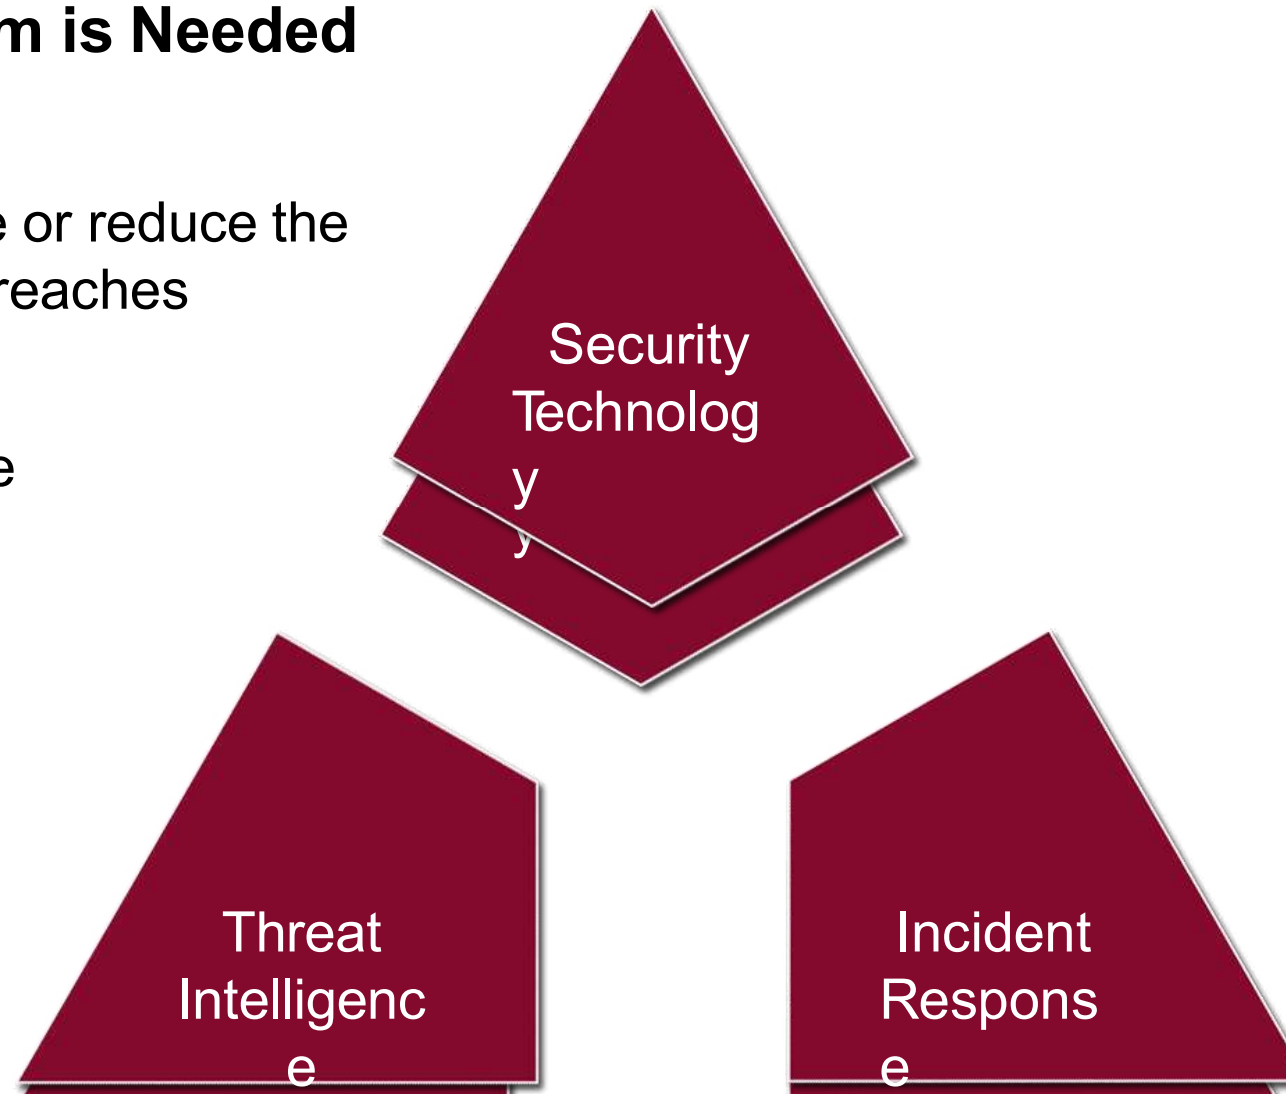 m is Needed
e or reduce the
reaches
e
Security
Technolog
y
y
Threat
Intelligenc
e
Incident
Respons
e